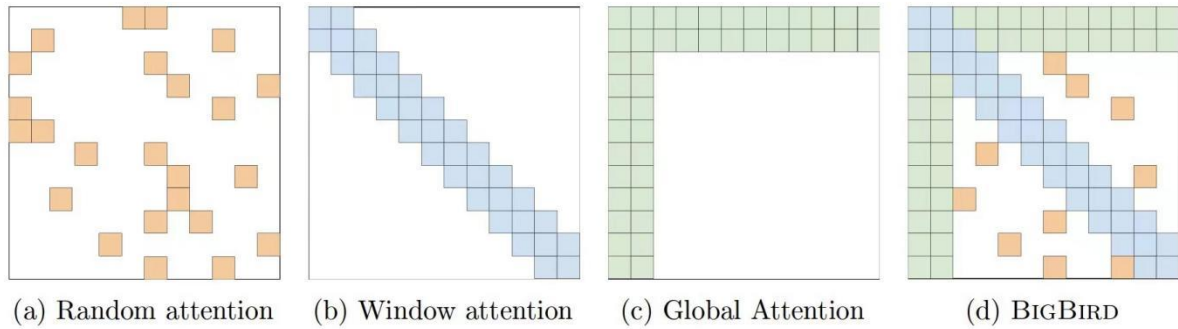 (a) Random attention
(b) Window attention
(c) Global Attention
(d) BIGBIRD